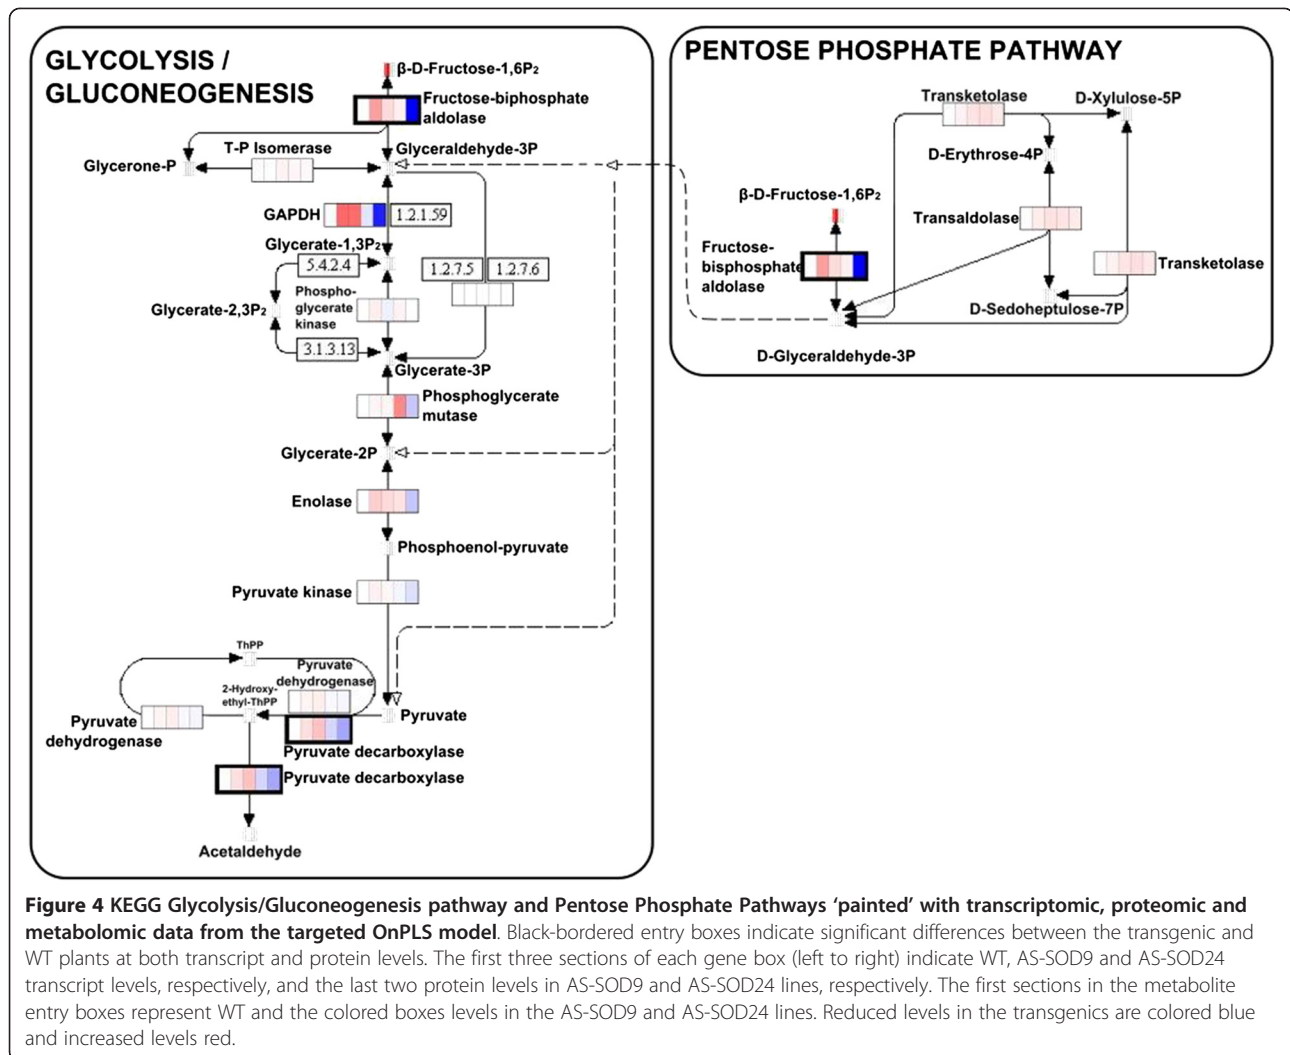 GLYCOLYSIS /
GLUCONEOGENESIS
β-D-Fructose-1,6P2
Fructose-biphosphate
aldolase
T-P Isomerase
Glycerone-P
Glyceraldehyde-3P
GAPDH
1.2.1.59
Glycerate-1,3P2
5.4.2.4
1.2.7.5
1.2.7.6
Phospho-
glycerate
kinase
Glycerate-2,3P2
3.1.3.13
Glycerate-3P
Phosphoglycerate
mutase
Glycerate-2P
Enolase
Phosphoenol-pyruvate
Pyruvate kinase
ThPP
Pyruvate
dehydrogenase
2-Hydroxy-
ethyl-ThPP
Pyruvate
Pyruvate
dehydrogenase
Pyruvate decarboxylase
Pyruvate decarboxylase
Acetaldehyde
PENTOSE PHOSPHATE PATHWAY
Transketolase
D-Xylulose-5P
D-Erythrose-4P
β-D-Fructose-1,6P2
Transaldolase
Fructose-
bisphosphate
aldolase
Transketolase
D-Sedoheptulose-7P
D-Glyceraldehyde-3P
Figure 4 KEGG Glycolysis/Gluconeogenesis pathway and Pentose Phosphate Pathways ‘painted’ with transcriptomic, proteomic and
metabolomic data from the targeted OnPLS model. Black-bordered entry boxes indicate significant differences between the transgenic and
WT plants at both transcript and protein levels. The first three sections of each gene box (left to right) indicate WT, AS-SOD9 and AS-SOD24
transcript levels, respectively, and the last two protein levels in AS-SOD9 and AS-SOD24 lines, respectively. The first sections in the metabolite
entry boxes represent WT and the colored boxes levels in the AS-SOD9 and AS-SOD24 lines. Reduced levels in the transgenics are colored blue
and increased levels red.